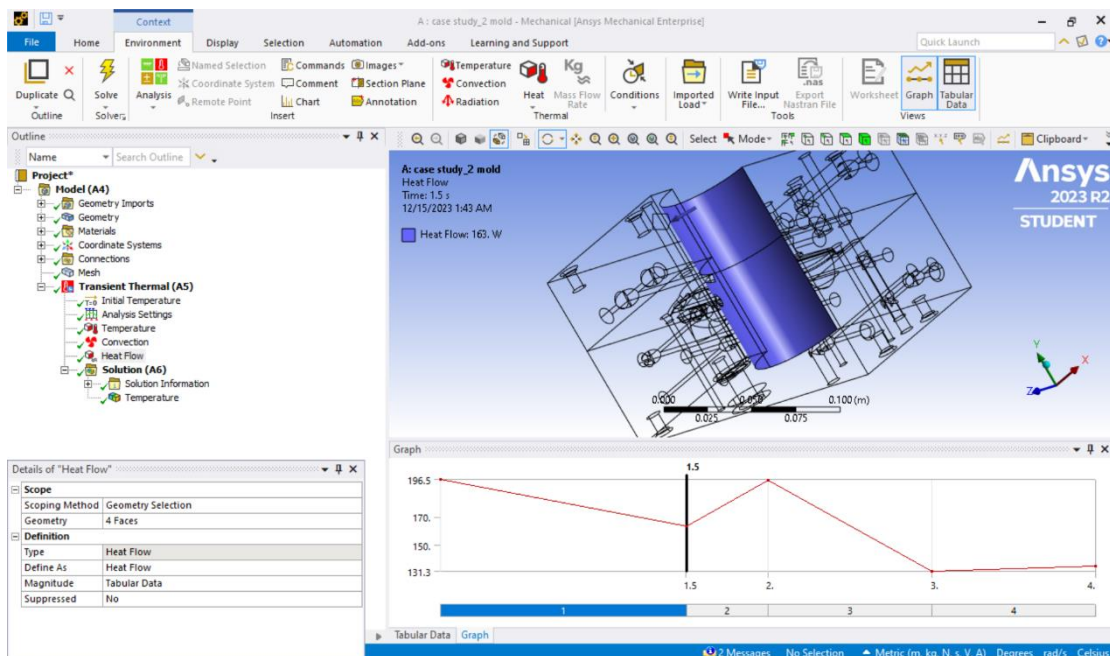 Context
A : case study_2 mold - Mechanical [Ansys Mechanical Enterprise]
File Home Environment Display Selection Automation Add-ons Learning and Support
Quick Launch
Duplicate
Outline
Solve
Solver
Analysis
Named Selection
Coordinate System
Remote Point
Commands
Comment
Chart
Images
Section Plane
Annotation
Insert
Temperature
Convection
Radiation
Heat
Kg
Mass Flow Rate
Thermal
Conditions
Imported Load
Write Input File...
.nas
Export Nastran File
Tools
Worksheet
Graph
Tabular Data
Views
Outline
Name
Search Outline
Select
Mode
Clipboard
Project*
Model (A4)
Geometry Imports
Geometry
Materials
Coordinate Systems
Connections
Mesh
Transient Thermal (A5)
T=0 Initial Temperature
Analysis Settings
Temperature
Convection
Heat Flow
Solution (A6)
Solution Information
Temperature
A: case study_2 mold
Heat Flow
Time: 1.5 s
12/15/2023 1:43 AM
Heat Flow: 163. W
Ansys
2023 R2
STUDENT
Y
X
Z
0.000 0.050 0.100 (m)
0.025 0.075
Details of "Heat Flow"
Scope
Scoping Method Geometry Selection
Geometry 4 Faces
Definition
Type Heat Flow
Define As Heat Flow
Magnitude Tabular Data
Suppressed No
Graph
1.5
196.5
170.
150.
131.3
1.5 2. 3. 4.
1 2 3 4
Tabular Data Graph
2 Messages No Selection Metric (m, kg, N, s, V, A) Degrees rad/s Celsius